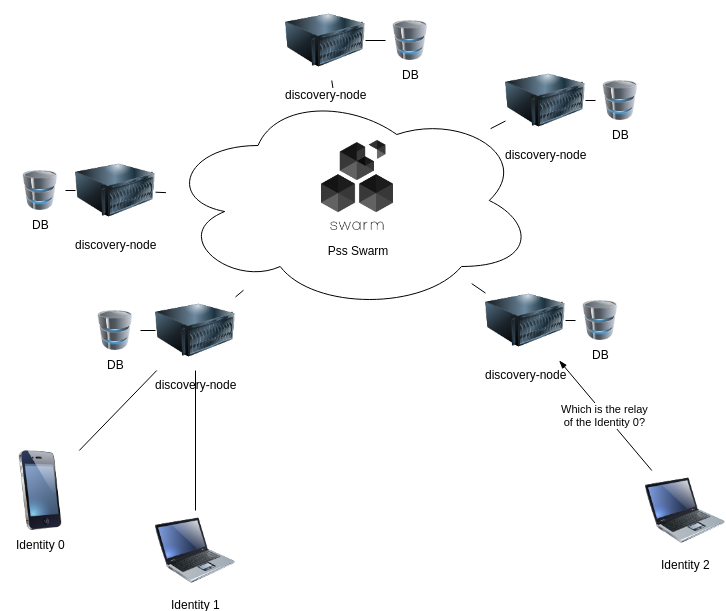 DB
discovery-node
DB
discovery-node
swarm
Pss Swarm
DB
discovery-node
DB
discovery-node
DB
discovery-node
Which is the relay
of the Identity 0?
Identity 0
Identity 1
Identity 2